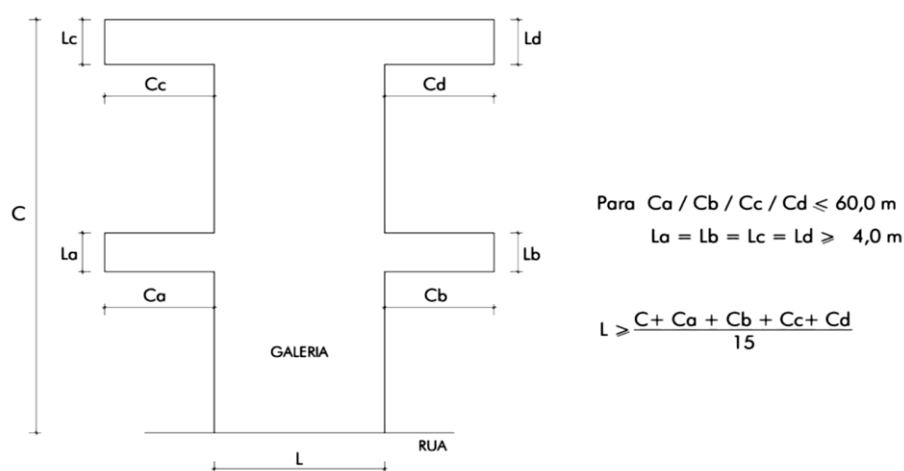 Lc
Ld
Cc
Cd
C
Para Ca / Cb / Cc / Cd ⩽ 60,0 m
La = Lb = Lc = Ld ⩾ 4,0 m
La
Lb
Ca
Cb
L ⩾ C+ Ca + Cb + Cc+ Cd
15
GALERIA
RUA
L